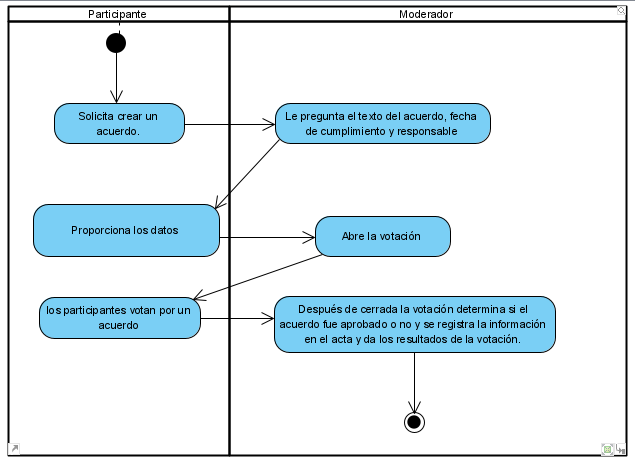 Participante
Moderador
Solicita crear un
acuerdo.
Le pregunta el texto del acuerdo, fecha
de cumplimiento y responsable
Proporciona los datos
Abre la votación
los participantes votan por un
acuerdo
Después de cerrada la votación determina si el
acuerdo fue aprobado o no y se registra la información
en el acta y da los resultados de la votación.